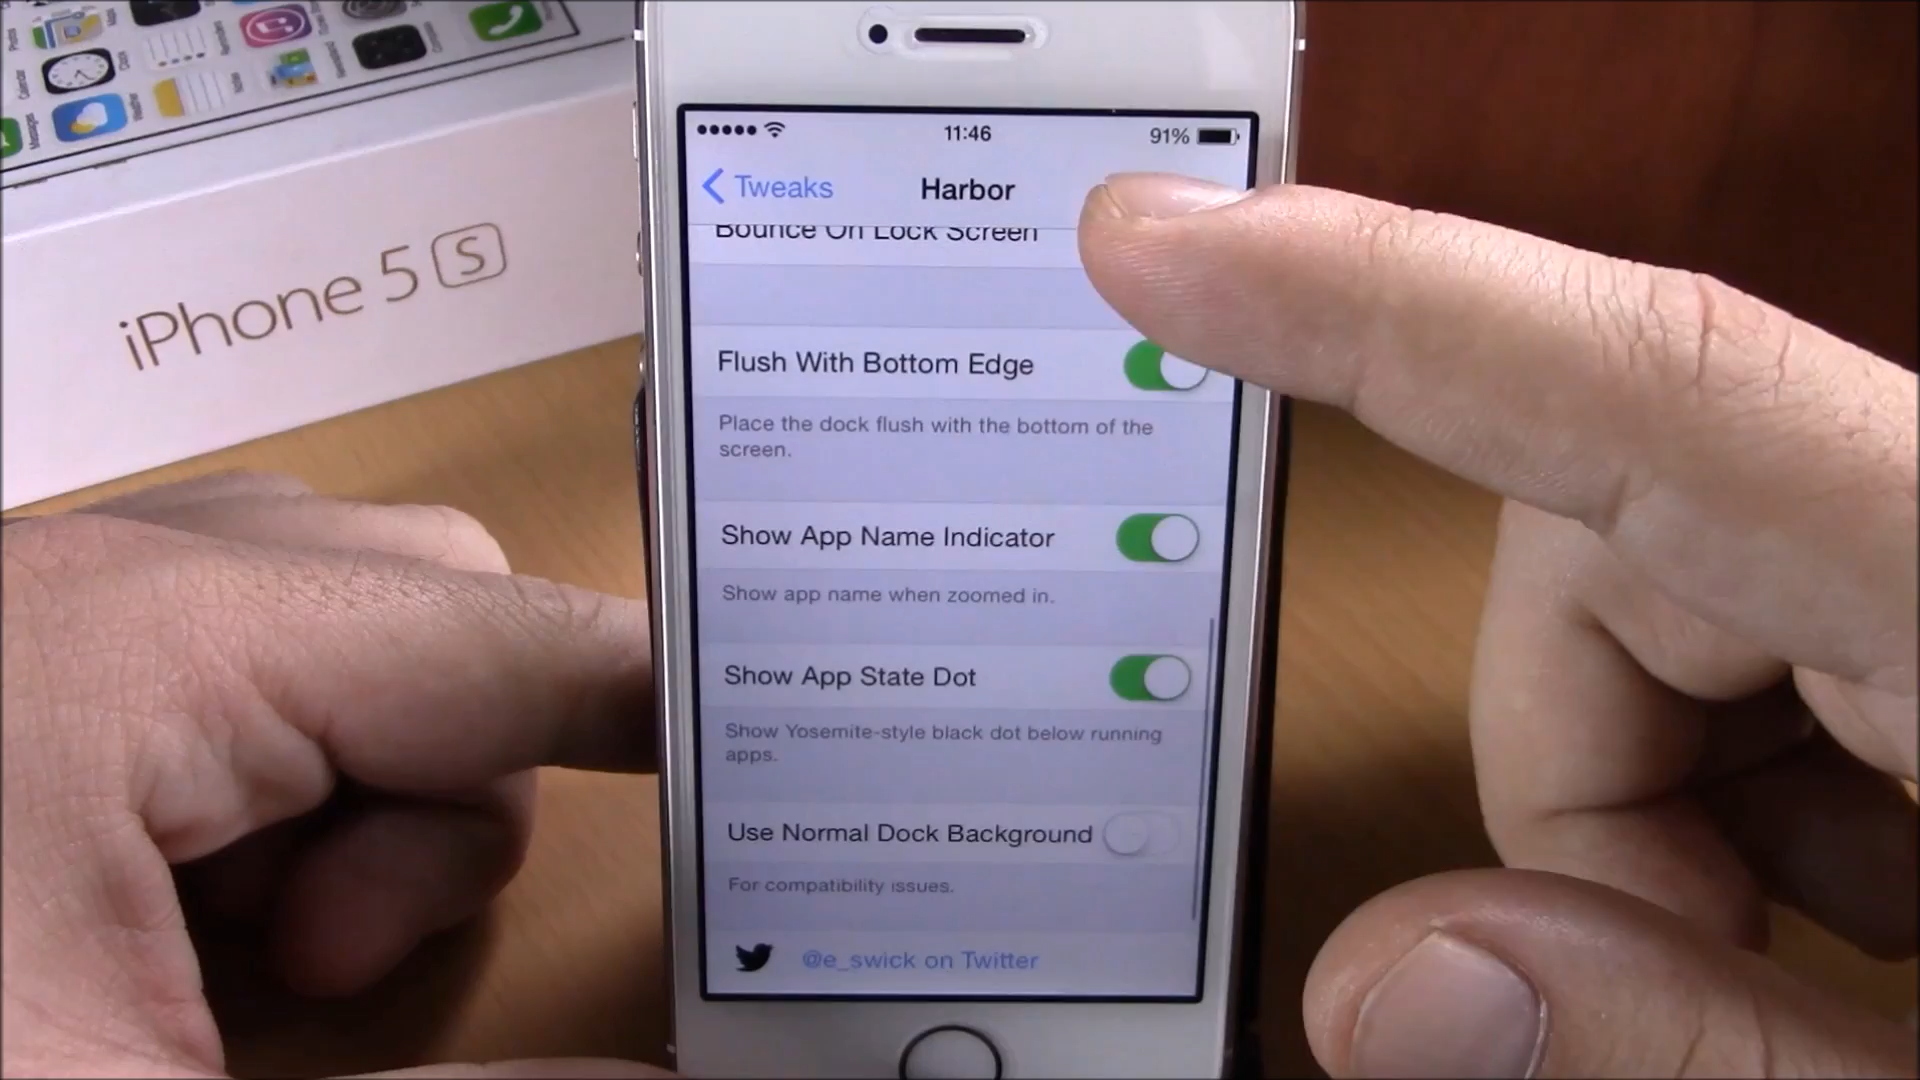 iPhone 5 S
11:46
91%
Tweaks
Harbor
Bounce On Lock Screen
Flush With Bottom Edge
Place the dock flush with the bottom of the
screen.
Show App Name Indicator
Show app name when zoomed in.
Show App State Dot
Show Yosemite-style black dot below running
apps.
Use Normal Dock Background
For compatibility issues.
@e_swick on Twitter